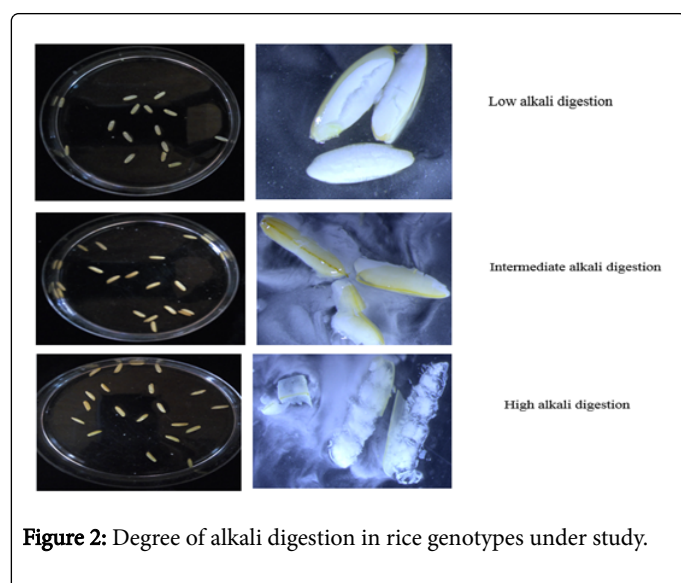 Low alkali digestion
Intermediate alkali digestion
High alkali digestion
Figure 2: Degree of alkali digestion in rice genotypes under study.